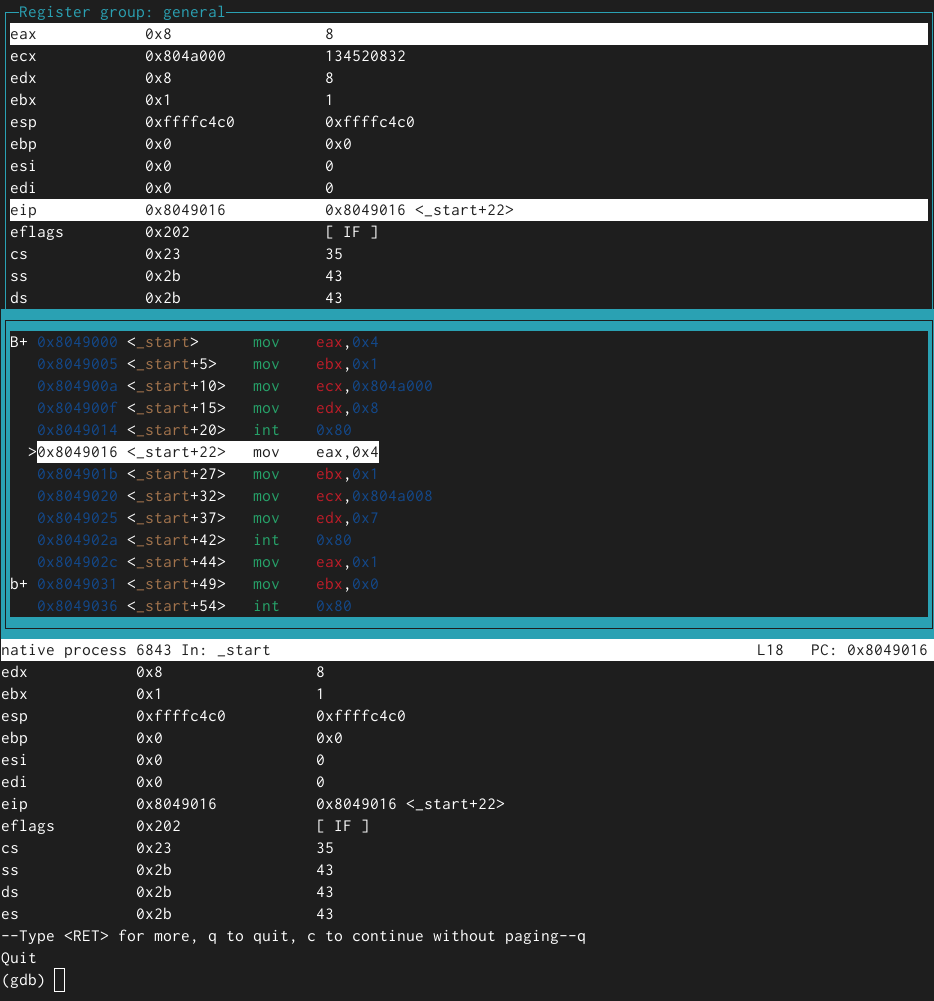 Register group: general
eax 0x8 8
ecx 0x804a000 134520832
edx 0x8 8
ebx 0x1 1
esp 0xffffc4c0 0xffffc4c0
ebp 0x0 0x0
esi 0x0 0
edi 0x0 0
eip 0x8049016 0x8049016 <_start+22>
eflags 0x202 [ IF ]
cs 0x23 35
ss 0x2b 43
ds 0x2b 43
B+ 0x8049000 <_start> mov eax,0x4
0x8049005 <_start+5> mov ebx,0x1
0x804900a <_start+10> mov ecx,0x804a000
0x804900f <_start+15> mov edx,0x8
0x8049014 <_start+20> int 0x80
>0x8049016 <_start+22> mov eax,0x4
0x804901b <_start+27> mov ebx,0x1
0x8049020 <_start+32> mov ecx,0x804a008
0x8049025 <_start+37> mov edx,0x7
0x804902a <_start+42> int 0x80
0x804902c <_start+44> mov eax,0x1
b+ 0x8049031 <_start+49> mov ebx,0x0
0x8049036 <_start+54> int 0x80
native process 6843 In: _start L18 PC: 0x8049016
edx 0x8 8
ebx 0x1 1
esp 0xffffc4c0 0xffffc4c0
ebp 0x0 0x0
esi 0x0 0
edi 0x0 0
eip 0x8049016 0x8049016 <_start+22>
eflags 0x202 [ IF ]
cs 0x23 35
ss 0x2b 43
ds 0x2b 43
es 0x2b 43
--Type <RET> for more, q to quit, c to continue without paging--q
Quit
(gdb)